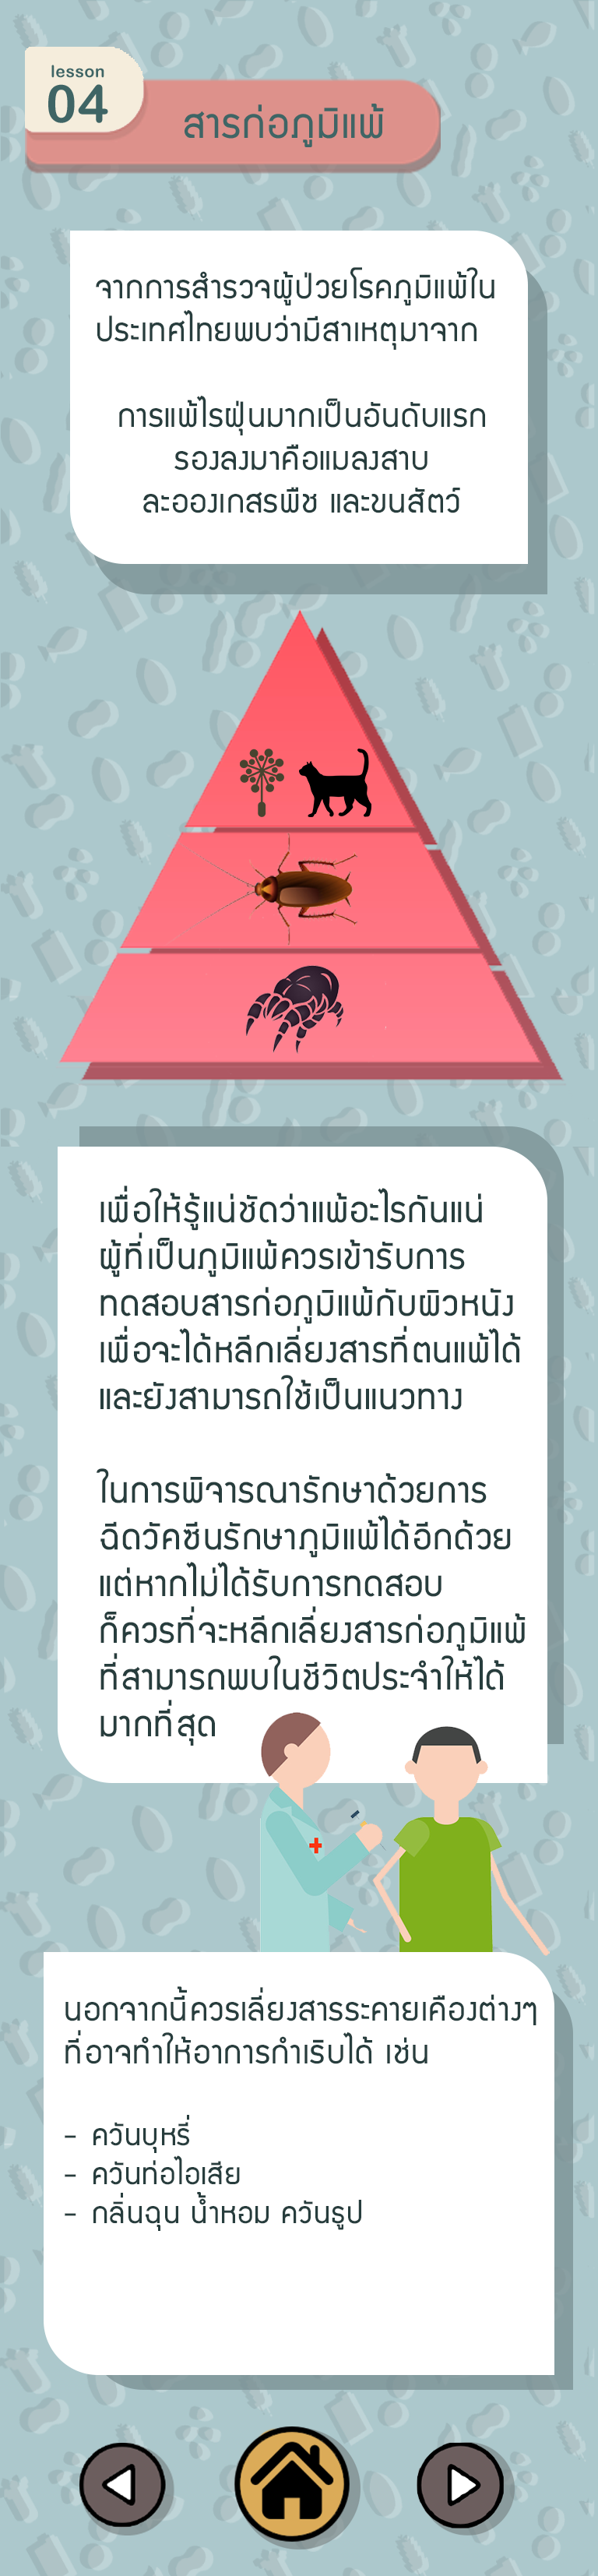 lesson
04
สารก่อภูมิแพ้
จากการสำรวจผู้ป่วยโรคภูมิแพ้ใน
ประเทศไทยพบว่ามีสาเหตุมาจาก
การแพ้ไรฝุ่นมากเป็นอันดับแรก
รองลงมาคือแมลงสาบ
ละอองเกสรพืช และขนสัตว์
เพื่อให้รู้แน่ชัดว่าแพ้อะไรกันแน่
ผู้ที่เป็นภูมิแพ้ควรเข้ารับการ
ทดสอบสารก่อภูมิแพ้กับผิวหนัง
เพื่อจะได้หลีกเลี่ยงสารที่ตนแพ้ได้
และยังสามารถใช้เป็นแนวทาง
ในการพิจารณารักษาด้วยการ
ฉีดวัคซีนรักษาภูมิแพ้ได้อีกด้วย
แต่หากไม่ได้รับการทดสอบ
ก็ควรที่จะหลีกเลี่ยงสารก่อภูมิแพ้
ที่สามารถพบในชีวิตประจำให้ได้
มากที่สุด
นอกจากนี้ควรเลี่ยงสารระคายเคืองต่างๆ
ที่อาจทำให้อาการกำเริบได้ เช่น
- ควันบุหรี่
- ควันท่อไอเสีย
- กลิ่นฉุน น้ำหอม ควันธูป